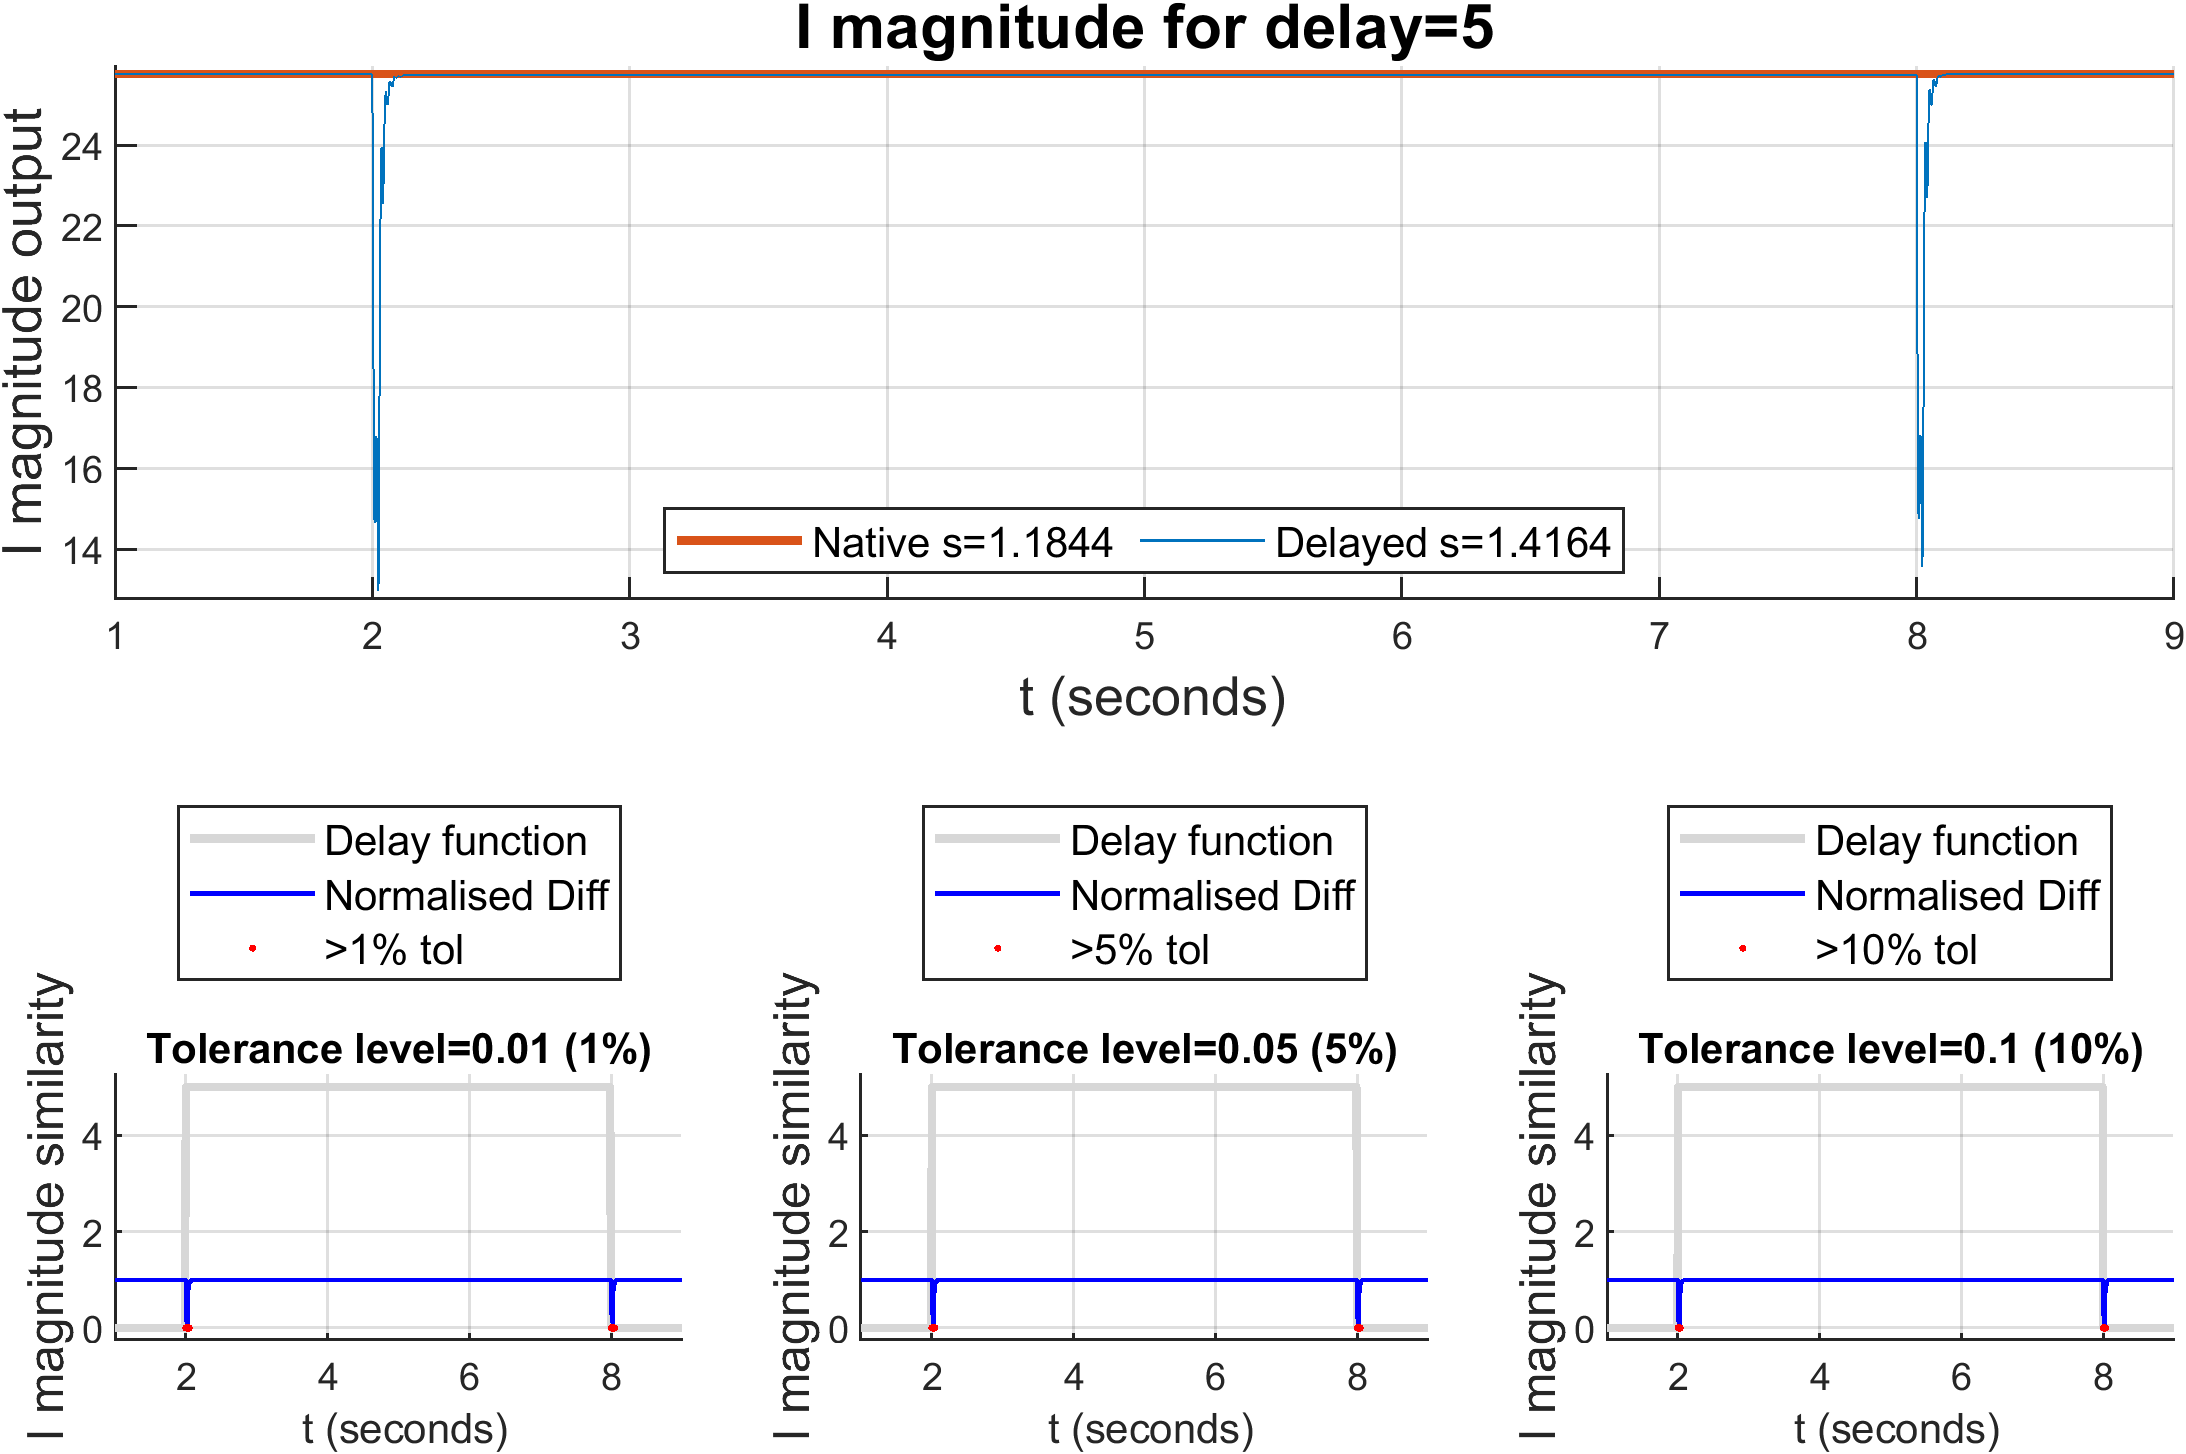 I magnitude for delay=5
I magnitude output
24
22
20
18
16
14
Native s=1.1844 Delayed s=1.4164
1 2 3 4 5 6 7 8 9
t (seconds)
Delay function
Normalised Diff
>1% tol
Tolerance level=0.01 (1%)
I magnitude similarity
4
2
0
2 4 6 8
t (seconds)
Delay function
Normalised Diff
>5% tol
Tolerance level=0.05 (5%)
I magnitude similarity
4
2
0
2 4 6 8
t (seconds)
Delay function
Normalised Diff
>10% tol
Tolerance level=0.1 (10%)
I magnitude similarity
4
2
0
2 4 6 8
t (seconds)